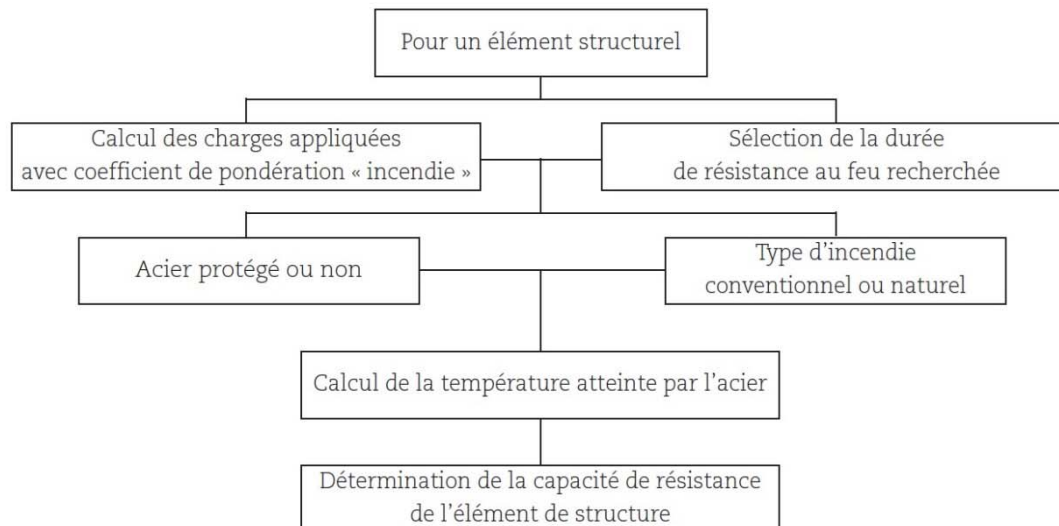 Pour un élément structurel
Calcul des charges appliquées
avec coefficient de pondération « incendie »
Sélection de la durée
de résistance au feu recherchée
Acier protégé ou non
Type d’incendie
conventionnel ou naturel
Calcul de la température atteinte par l’acier
Détermination de la capacité de résistance
de l’élément de structure